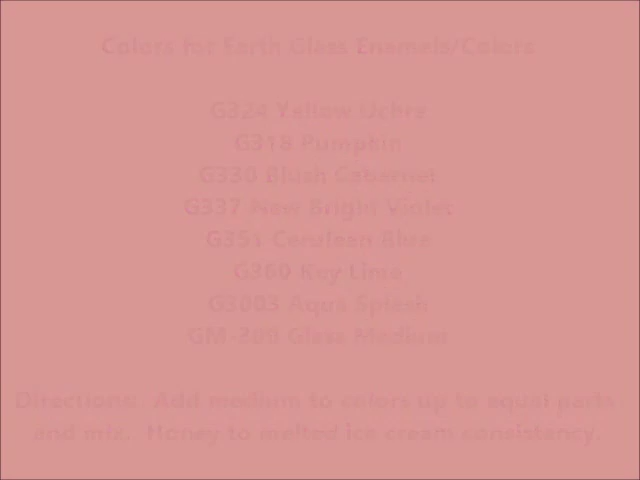 Colors for Earth Glass Enamels/Colors
G324 Yellow Ochre
G318 Pumpkin
G330 Blush Cabernet
G337 New Bright Violet
G351 Cerulean Blue
G360 Key Lime
G3003 Aqua Splash
GM-300 Glass Medium
Directions: Add medium to colors up to equal parts
and mix. Honey to melted ice cream consistency.